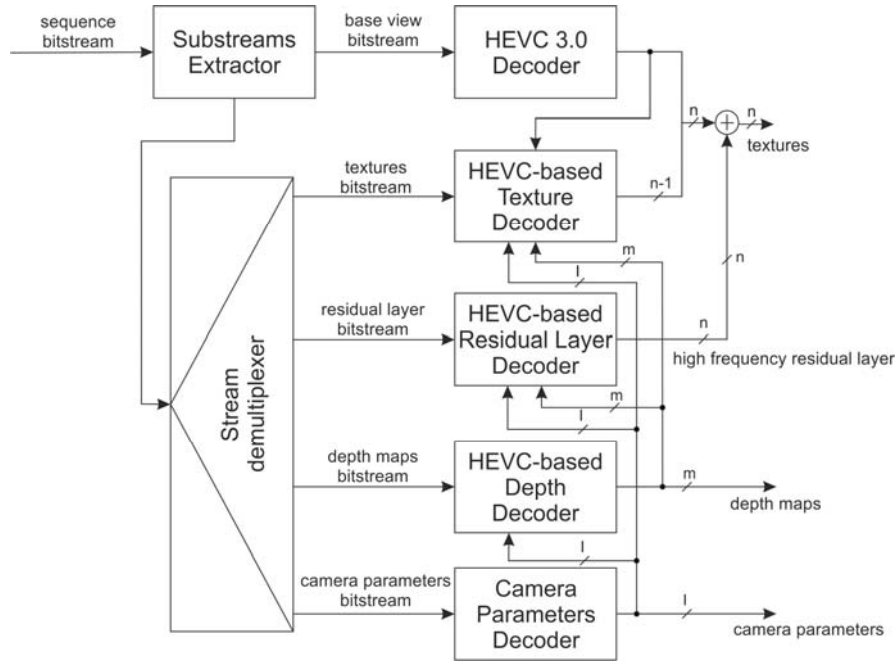 sequence
bitstream
Substreams
Extractor
base view
bitstream
HEVC 3.0
Decoder
n
n
textures
textures
bitstream
HEVC-based
Texture
Decoder
n-1
m
l
n
residual layer
bitstream
HEVC-based
Residual Layer
Decoder
n
high frequency residual layer
m
l
Stream
demultiplexer
depth maps
bitstream
HEVC-based
Depth
Decoder
m
depth maps
l
camera parameters
bitstream
Camera
Parameters
Decoder
l
camera parameters